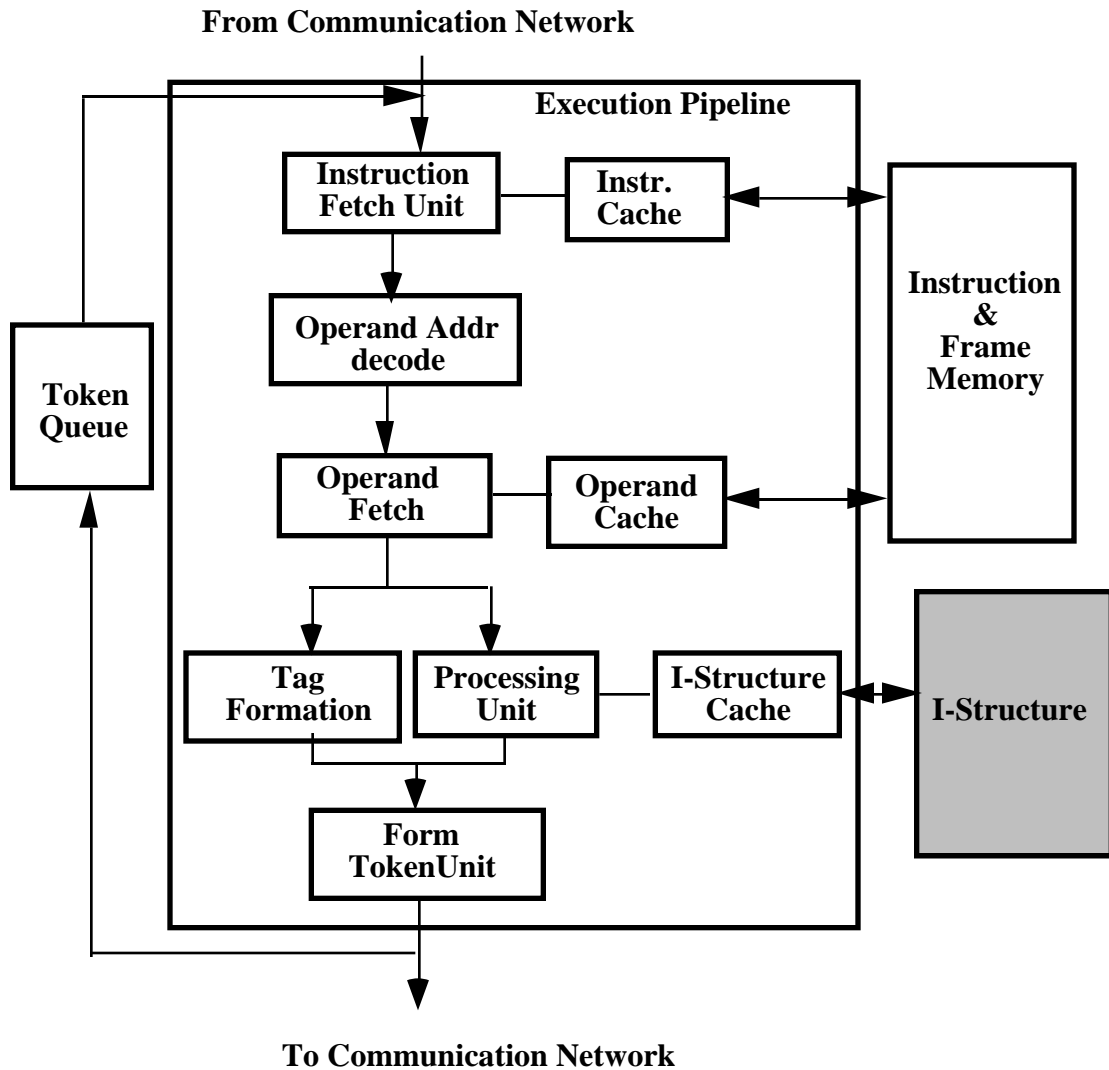 From Communication Network
Execution Pipeline
Instruction
Fetch Unit
Instr.
Cache
Instruction
&
Frame
Memory
Operand Addr
decode
Token
Queue
Operand
Fetch
Operand
Cache
Tag
Formation
Processing
Unit
I-Structure
Cache
I-Structure
Form
TokenUnit
To Communication Network